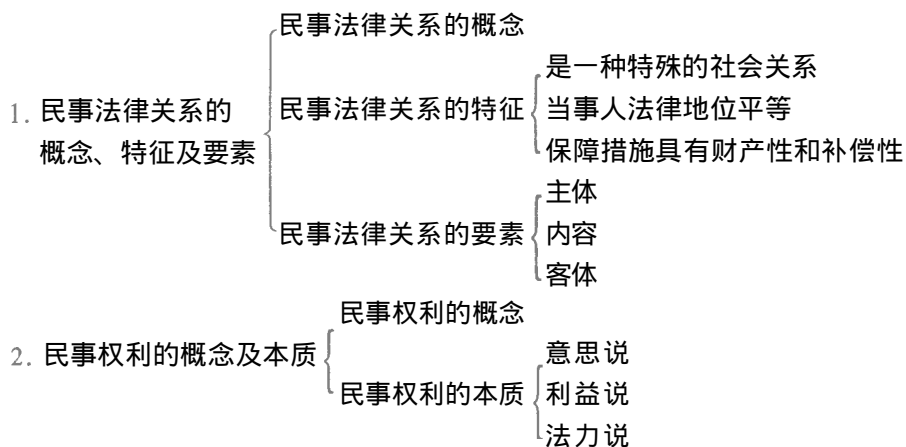 民事法律关系的概念
1. 民事法律关系的
概念、特征及要素
民事法律关系的特征
是一种特殊的社会关系
当事人法律地位平等
保障措施具有财产性和补偿性
民事法律关系的要素
主体
内容
客体
2. 民事权利的概念及本质
民事权利的概念
民事权利的本质
意思说
利益说
法力说